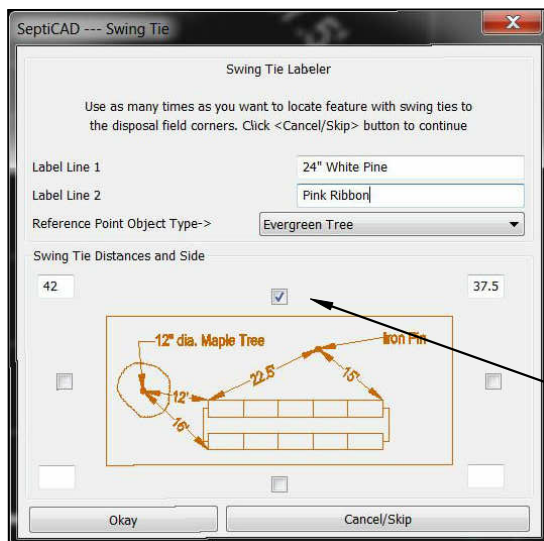 SeptiCAD --- Swing Tie
Swing Tie Labeler
Use as many times as you want to locate feature with swing ties to
the disposal field corners. Click <Cancel/Skip> button to continue
Label Line 1
24" White Pine
Label Line 2
Pink Ribbon
Reference Point Object Type->
Evergreen Tree
Swing Tie Distances and Side
42
37.5
12" dia. Maple Tree
Iron Pin
22.5'
15'
12'
16'
Okay
Cancel/Skip